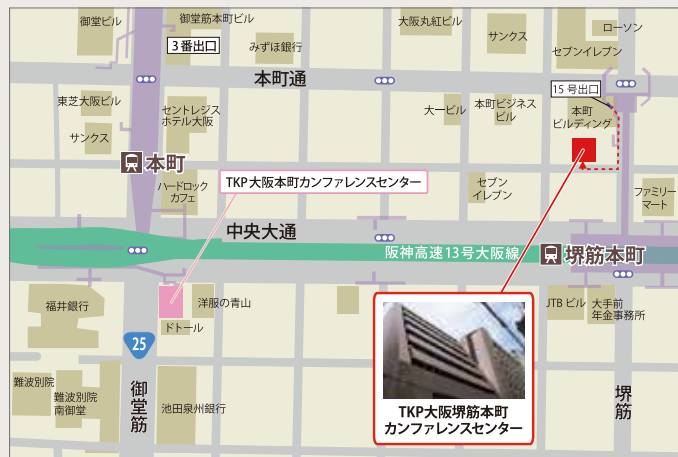 御堂ビル
御堂筋本町ビル
3番出口
みずほ銀行
大阪丸紅ビル
サンクス
セブンイレブン
ローソン
本町通
東芝大阪ビル
サンクス
セントレジス
ホテル大阪
大一ビル
本町ビジネス
ビル
15号出口
本町
ビルディング
本町
ハードロック
カフェ
TKP大阪本町カンファレンスセンター
セブン
イレブン
ファミリー
マート
中央大通
阪神高速13号大阪線
堺筋本町
福井銀行
洋服の青山
ドトール
25
JTBビル
大手前
年金事務所
難波別院
難波別院
南御堂
御堂筋
池田泉州銀行
TKP大阪堺筋本町
カンファレンスセンター
堺筋